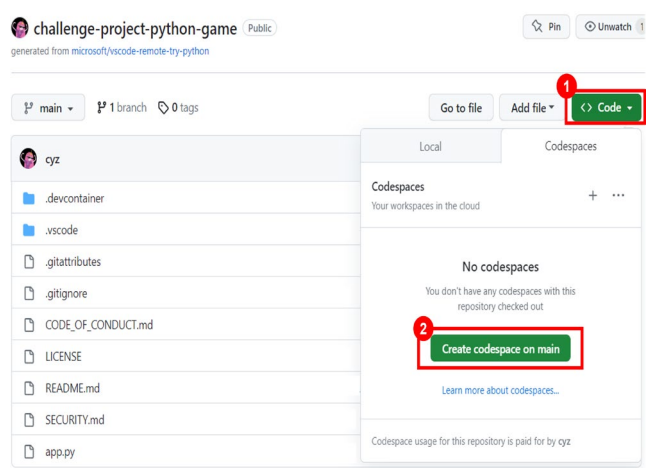 challenge-project-python-game Public
Pin
Unwatch 1
generated from microsoft/vscode-remote-try-python
1
main
1 branch
0 tags
Go to file
Add file
<> Code
Local
Codespaces
cyz
Codespaces
Your workspaces in the cloud
+ ...
.devcontainer
.vscode
.gitattributes
.gitignore
CODE_OF_CONDUCT.md
LICENSE
README.md
SECURITY.md
app.py
No codespaces
You don't have any codespaces with this
repository checked out
2
Create codespace on main
Learn more about codespaces...
Codespace usage for this repository is paid for by cyz